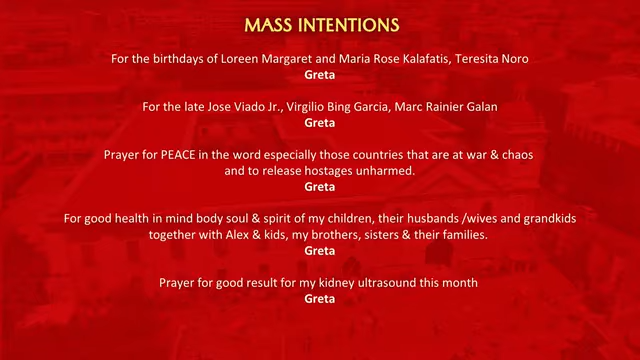 MASS INTENTIONS
For the birthdays of Loreen Margaret and Maria Rose Kalafatis, Teresita Noro
Greta
For the late Jose Viado Jr., Virgilio Bing Garcia, Marc Rainier Galan
Greta
Prayer for PEACE in the word especially those countries that are at war & chaos
and to release hostages unharmed.
Greta
For good health in mind body soul & spirit of my children, their husbands /wives and grandkids
together with Alex & kids, my brothers, sisters & their families.
Greta
Prayer for good result for my kidney ultrasound this month
Greta